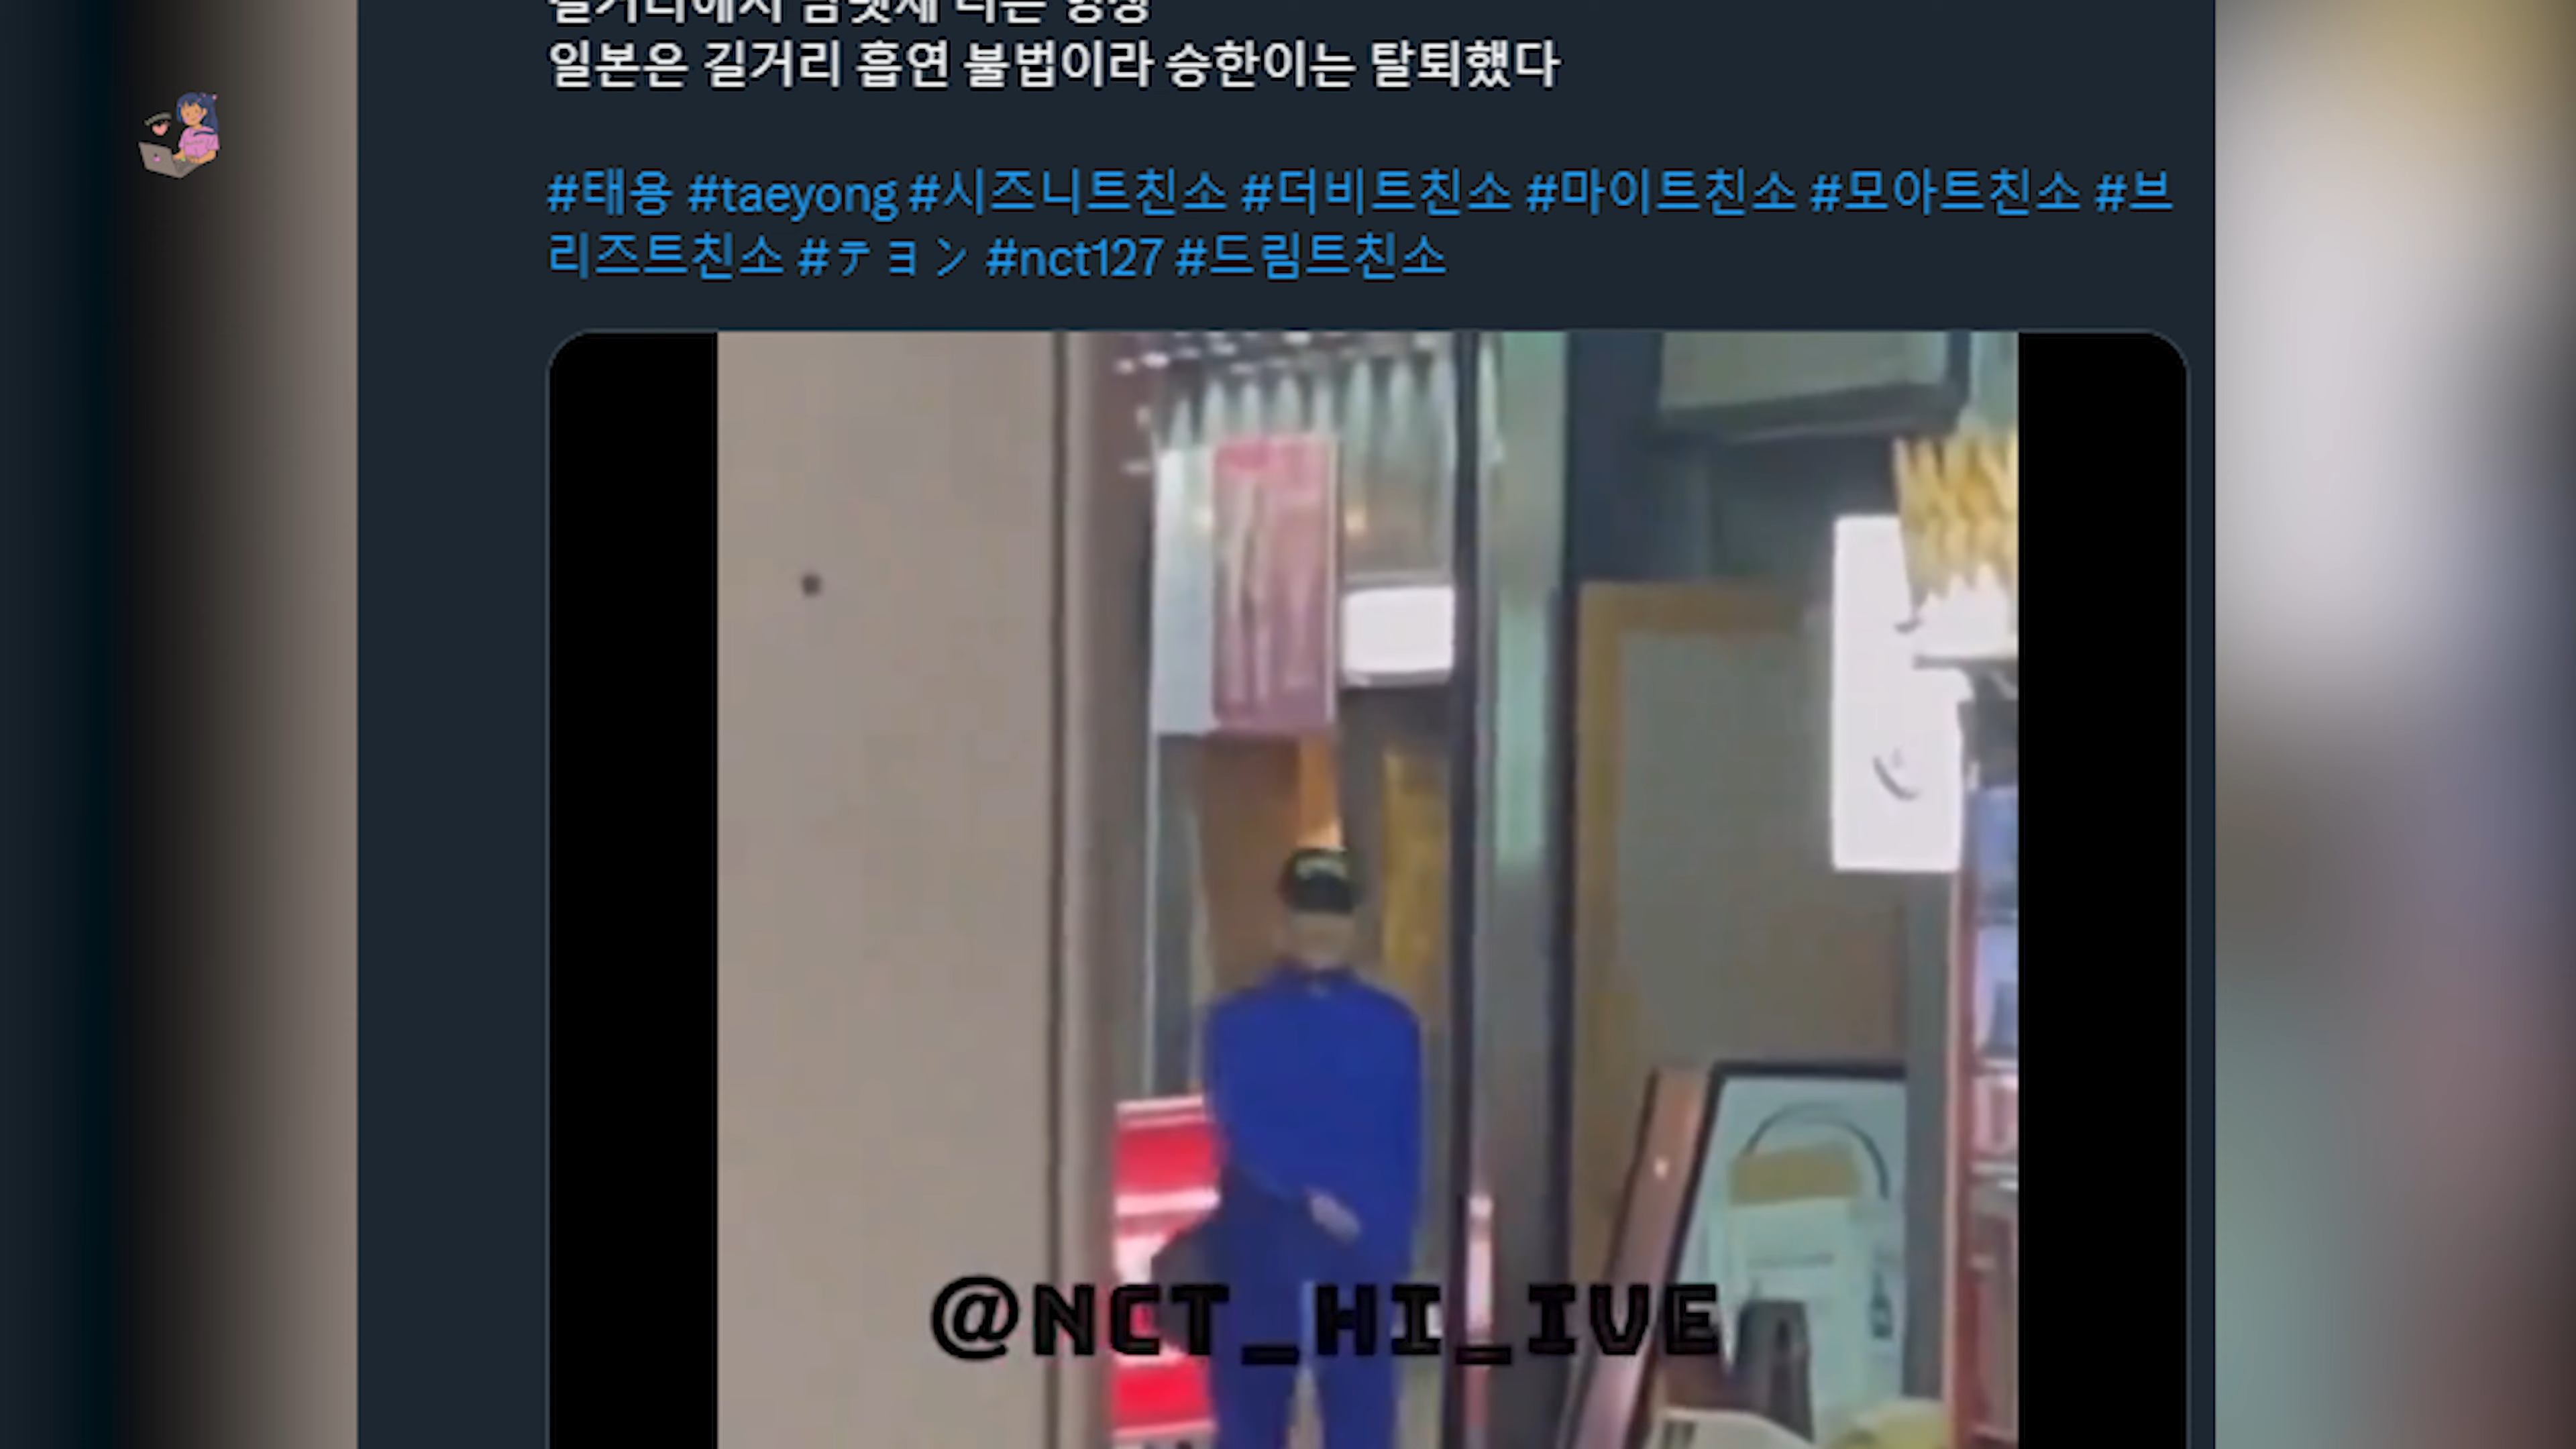 일본은 길거리 흡연 불법이라 승한이는 탈퇴했다
#태용 #taeyong #시즈니트친소 #더비트친소 #마이트친소 #모아트친소 #브
리즈트친소 #テヨン #nct127 #드림트친소
@NCT_HI_IVE